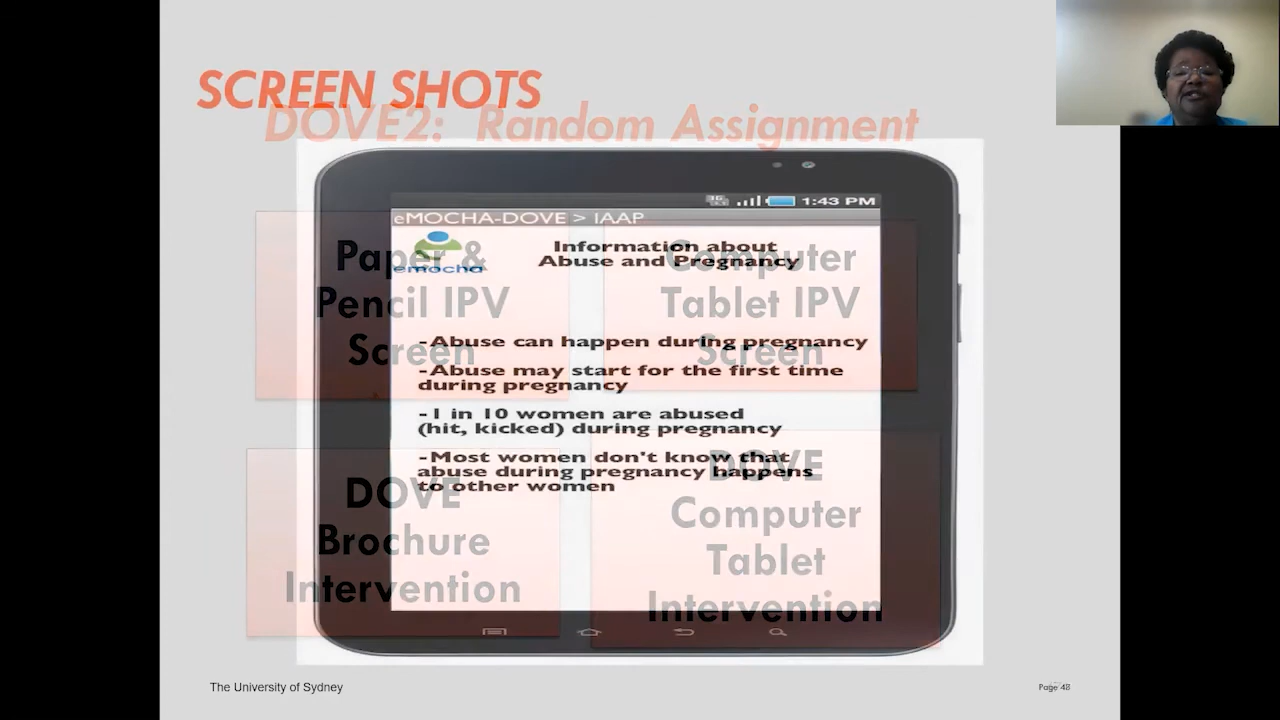 SCREEN SHOTS
DOVE2: Random Assignment
1:43 PM
eMOCHA-DOVE > IAAP
emocha
Information about
Abuse and Pregnancy
-Abuse can happen during pregnancy
-Abuse may start for the first time
during pregnancy
-1 in 10 women are abused
(hit, kicked) during pregnancy
-Most women don't know that
abuse during pregnancy happens
to other women
Paper &
Pencil IPV
Screen
Computer
Tablet IPV
Screen
DOVE
Brochure
Intervention
DOVE
Computer
Tablet
Intervention
The University of Sydney
Page 48